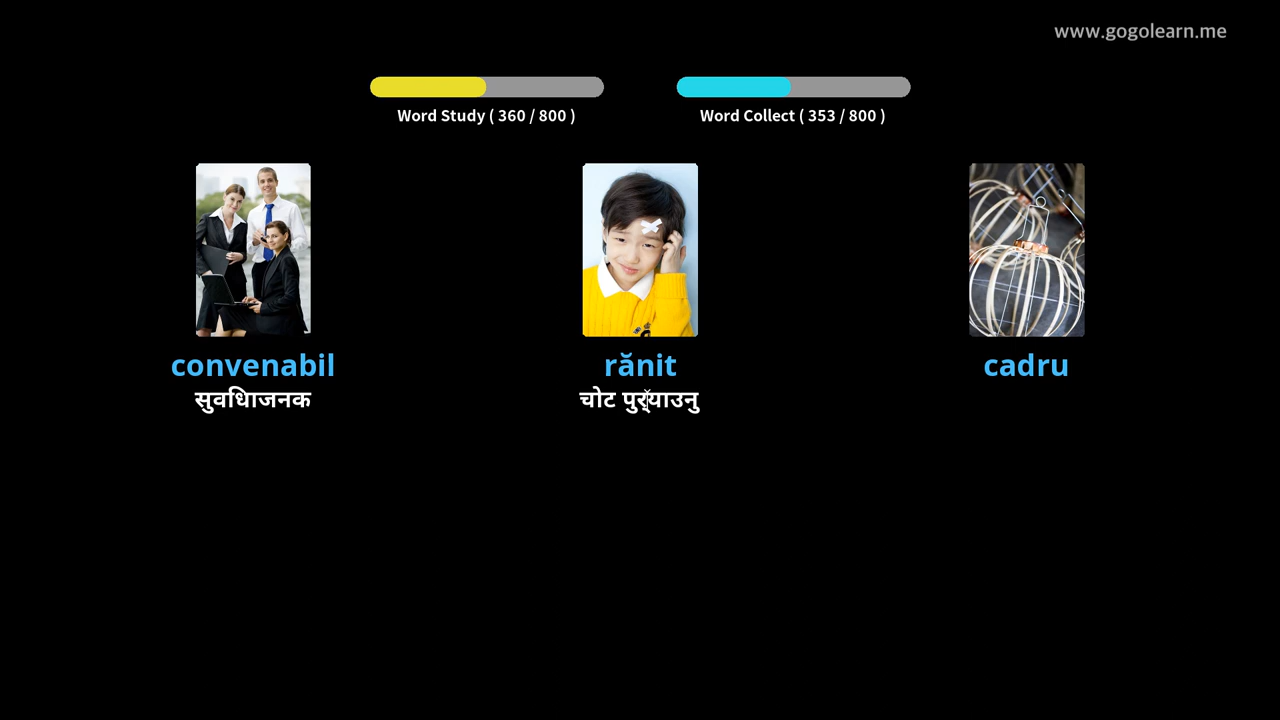 www.gogolearn.me
Word Study ( 360 / 800 )
Word Collect ( 353 / 800 )
convenabil
सुवधिाजनक
rănit
चोट पुर्‍याउनु
cadru